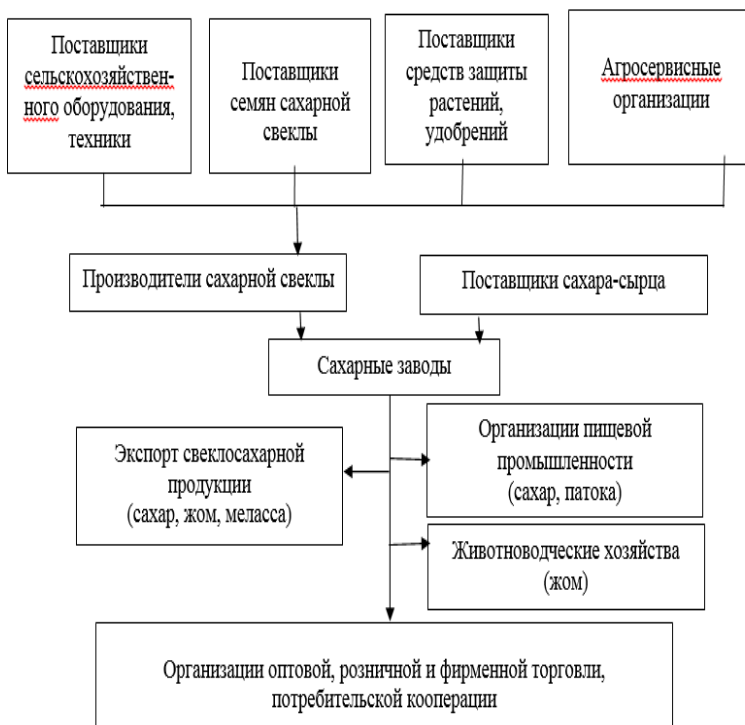 Поставщики
сельскохозяйствен-
ного оборудования,
техники
Поставщики
семян сахарной
свеклы
Поставщики
средств защиты
растений,
удобрений
Агросервисные
организации
Производители сахарной свеклы
Поставщики сахара-сырца
Сахарные заводы
Экспорт свеклосахарной
продукции
(сахар, жом, меласса)
Организации пищевой
промышленности
(сахар, патока)
Животноводческие хозяйства
(жом)
Организации оптовой, розничной и фирменной торговли,
потребительской кооперации